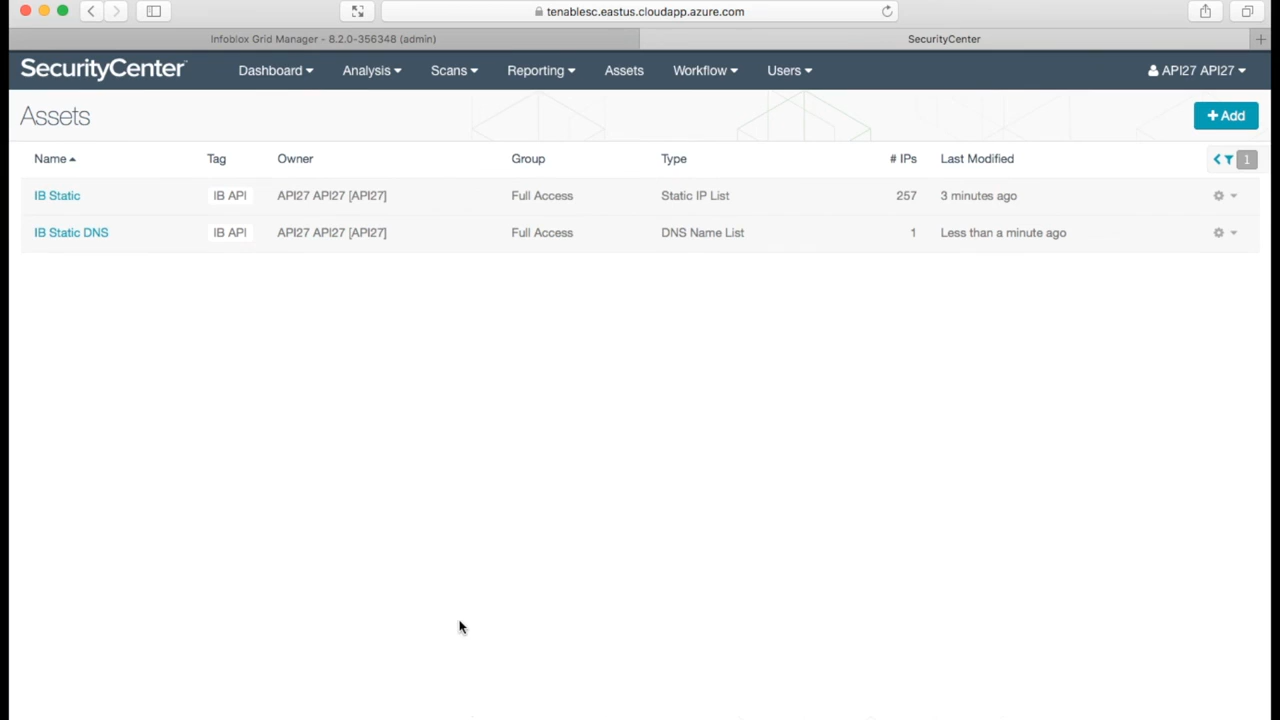 tenablesc.eastus.cloudapp.azure.com
Infoblox Grid Manager - 8.2.0-356348 (admin) SecurityCenter
SecurityCenter Dashboard Analysis Scans Reporting Assets Workflow Users API27 API27
Assets + Add
Name Tag Owner Group Type # IPs Last Modified 1
IB Static IB API API27 API27 [API27] Full Access Static IP List 257 3 minutes ago
IB Static DNS IB API API27 API27 [API27] Full Access DNS Name List 1 Less than a minute ago